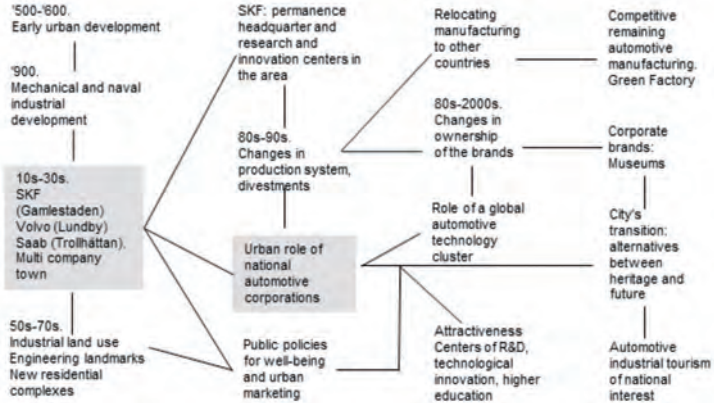 '500-'600.
Early urban development
'900.
Mechanical and naval
industrial
development
10s-30s.
SKF
(Gamlestaden)
Volvo (Lundby)
Saab (Trollhättan).
Multi company
town
50s-70s.
Industrial land use
Engineering landmarks
New residential
complexes
SKF: permanence
headquarter and
research and
innovation centers in
the area
80s-90s.
Changes in
production system,
divestments
Urban role of
national
automotive
corporations
Public policies
for well-being
and urban
marketing
Relocating
manufacturing
to other
countries
80s-2000s.
Changes in
ownership
of the brands
Role of a global
automotive
technology
cluster
Attractiveness
Centers of R&D,
technological
innovation, higher
education
Competitive
remaining
automotive
manufacturing.
Green Factory
Corporate
brands:
Museums
City's
transition:
alternatives
between
heritage and
future
Automotive
industrial tourism
of national
interest